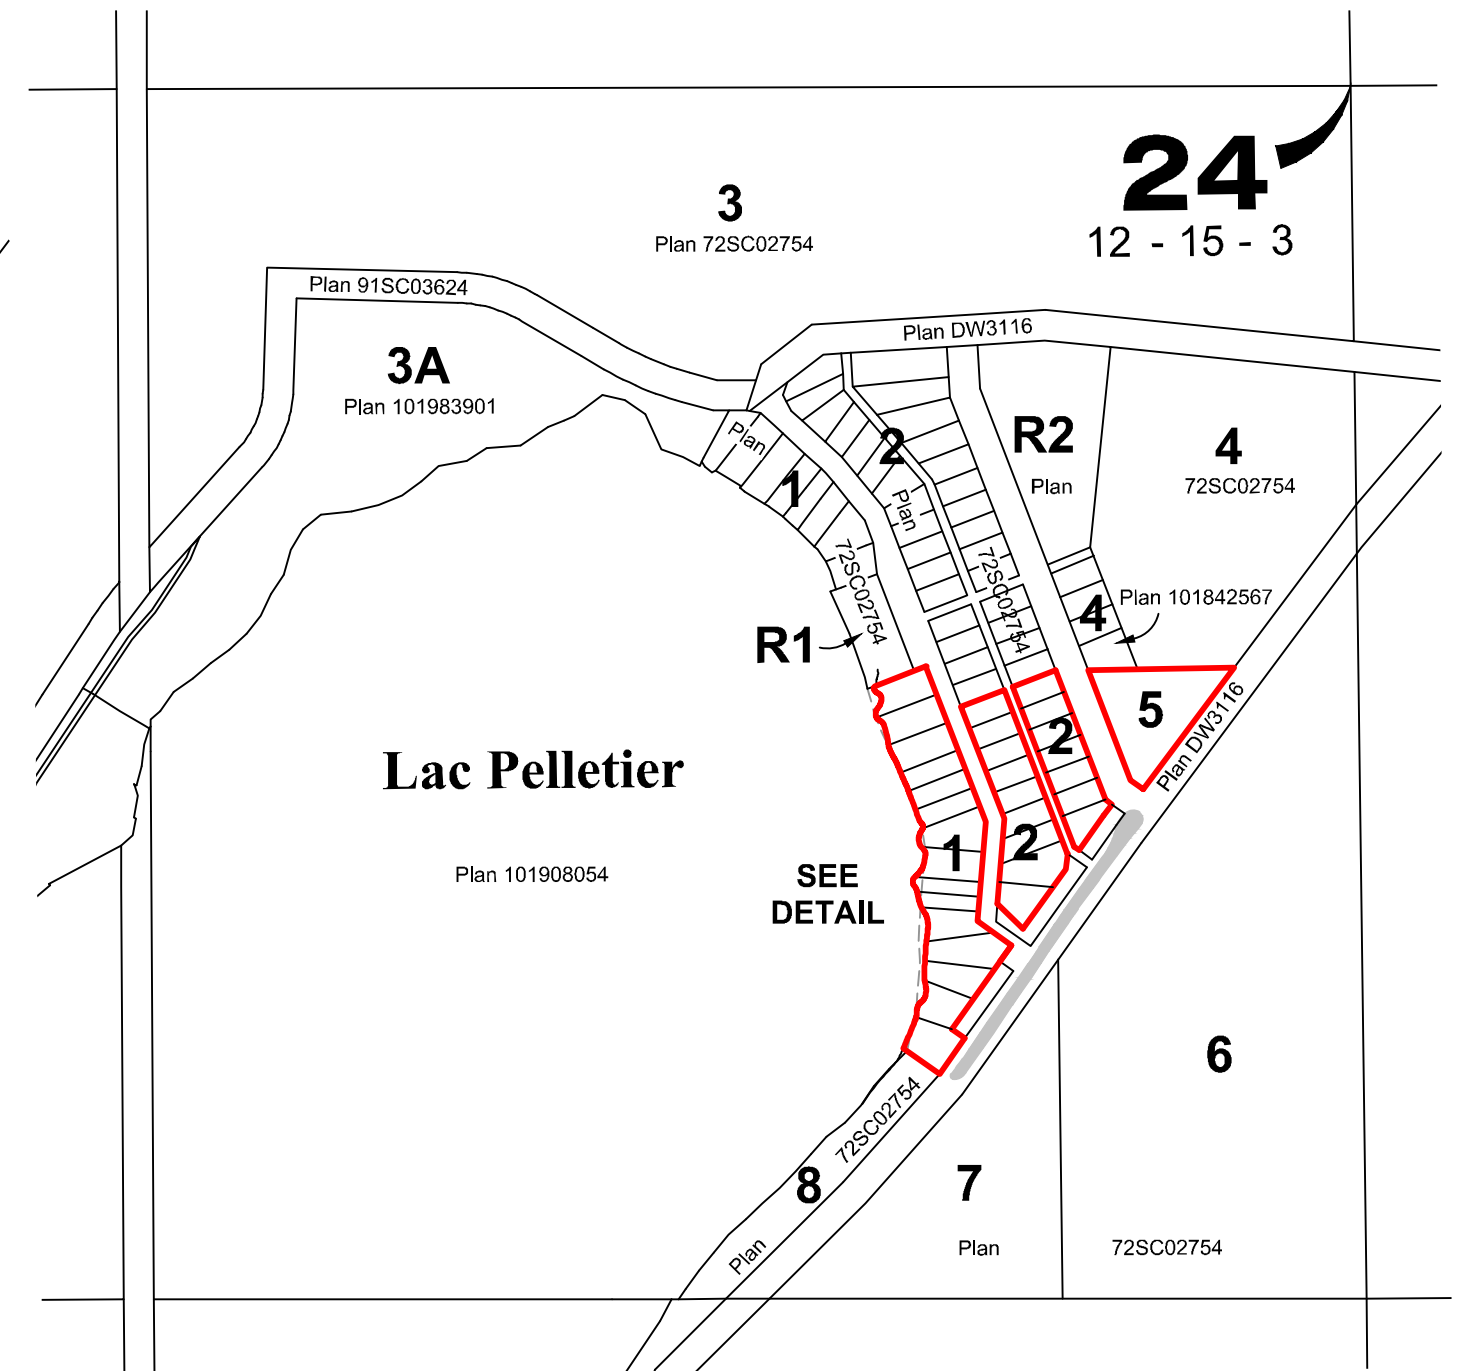 24
12 - 15 - 3
3
Plan 72SC02754
Plan 91SC03624
Plan DW3116
3A
Plan 101983901
Plan
1
72SC02754
2
Plan
72SC02754
R2
Plan
4
72SC02754
4
Plan 101842567
R1
5
Plan DW3116
2
Lac Pelletier
Plan 101908054
SEE
DETAIL
1
2
6
72SC02754
Plan
8
7
Plan
72SC02754